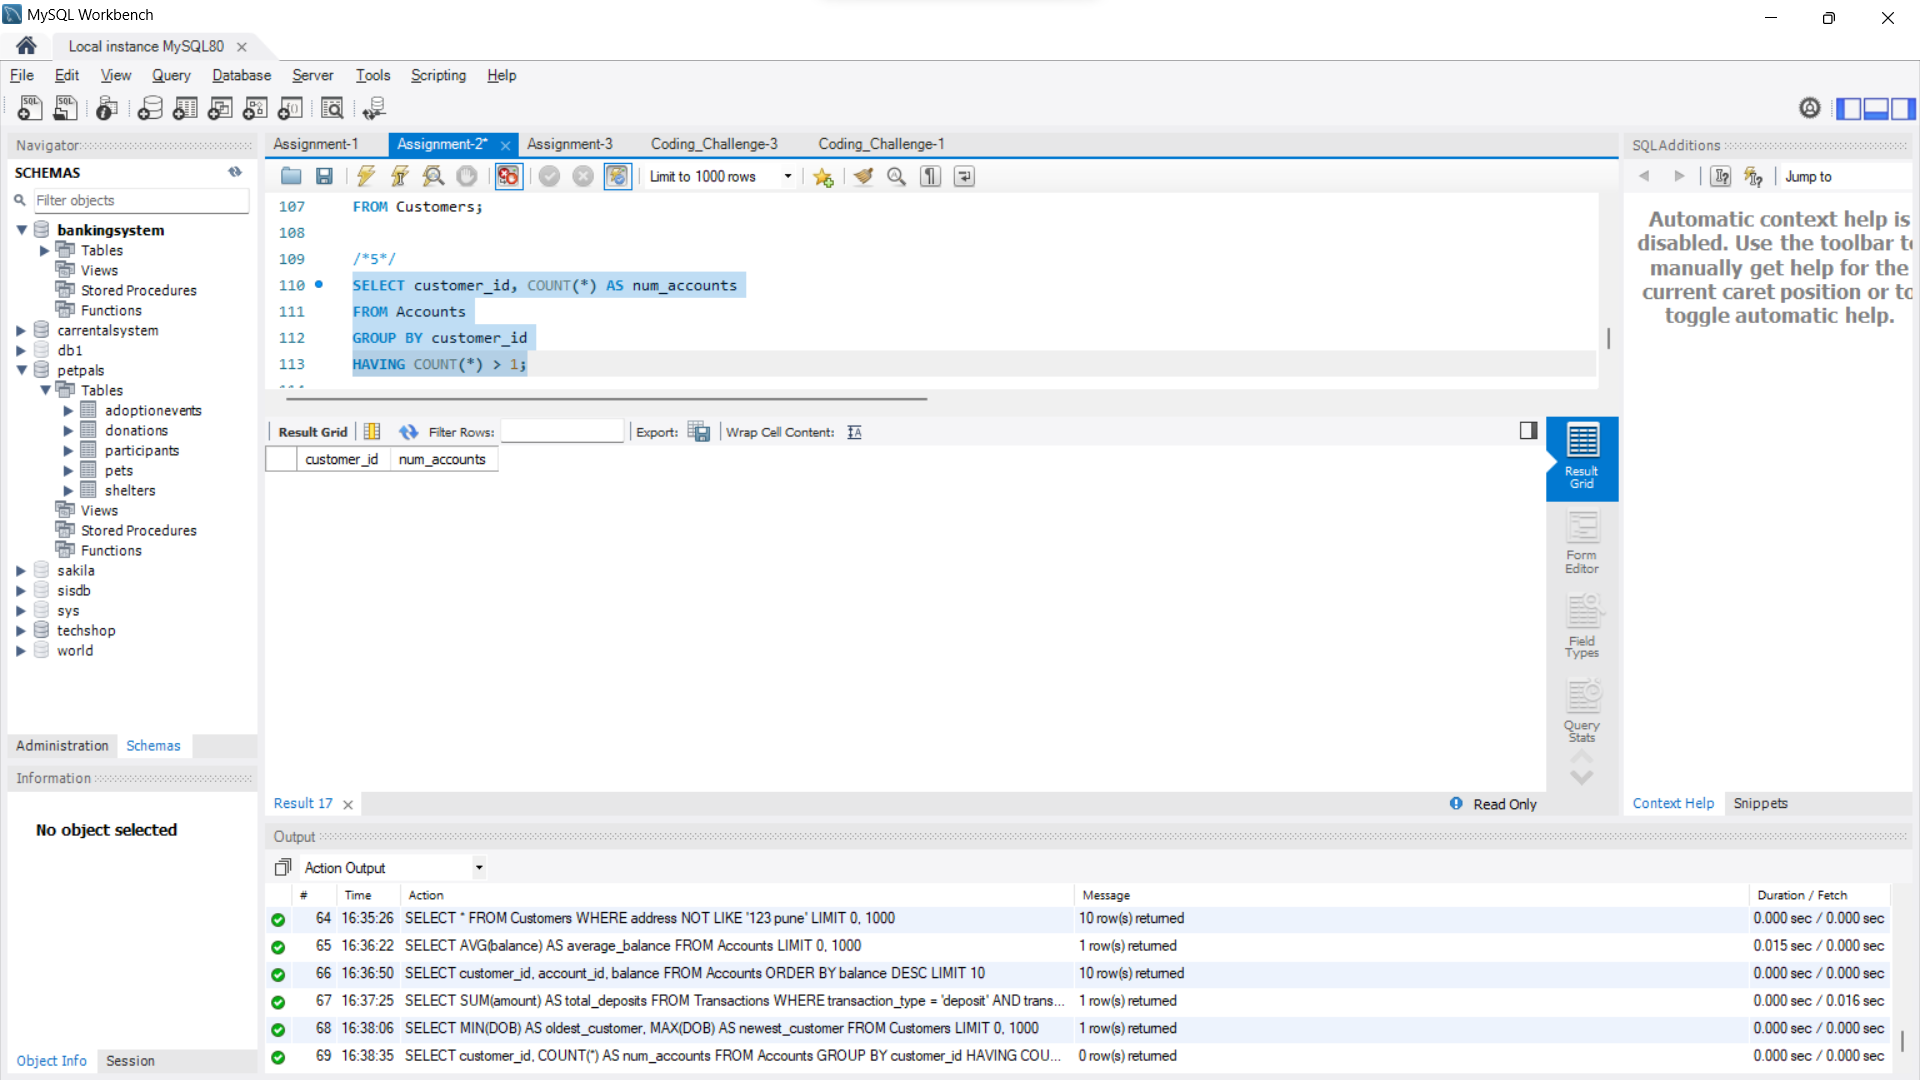 MySQL Workbench
Local instance MySQL80
File Edit View Query Database Server Tools Scripting Help
Navigator
SCHEMAS
Filter objects
bankingsystem
Tables
Views
Stored Procedures
Functions
carrentalsystem
db1
petpals
Tables
adoptionevents
donations
participants
pets
shelters
Views
Stored Procedures
Functions
sakila
sisdb
sys
techshop
world
Administration Schemas
Information
No object selected
Object Info Session
Assignment-1 Assignment-2* Assignment-3 Coding_Challenge-3 Coding_Challenge-1
Limit to 1000 rows
107 FROM Customers;
108
109 /*5*/
110 SELECT customer_id, COUNT(*) AS num_accounts
111 FROM Accounts
112 GROUP BY customer_id
113 HAVING COUNT(*) > 1;
Result Grid Filter Rows: Export: Wrap Cell Content:
customer_id num_accounts
Result Grid
Form Editor
Field Types
Query Stats
Result 17 Read Only
SQLAdditions
Jump to
Automatic context help is
disabled. Use the toolbar to
manually get help for the
current caret position or to
toggle automatic help.
Context Help Snippets
Output
Action Output
# Time Action Message Duration / Fetch
64 16:35:26 SELECT * FROM Customers WHERE address NOT LIKE '123 pune' LIMIT 0, 1000 10 row(s) returned 0.000 sec / 0.000 sec
65 16:36:22 SELECT AVG(balance) AS average_balance FROM Accounts LIMIT 0, 1000 1 row(s) returned 0.015 sec / 0.000 sec
66 16:36:50 SELECT customer_id, account_id, balance FROM Accounts ORDER BY balance DESC LIMIT 10 10 row(s) returned 0.000 sec / 0.000 sec
67 16:37:25 SELECT SUM(amount) AS total_deposits FROM Transactions WHERE transaction_type = 'deposit' AND trans... 1 row(s) returned 0.000 sec / 0.016 sec
68 16:38:06 SELECT MIN(DOB) AS oldest_customer, MAX(DOB) AS newest_customer FROM Customers LIMIT 0, 1000 1 row(s) returned 0.000 sec / 0.000 sec
69 16:38:35 SELECT customer_id, COUNT(*) AS num_accounts FROM Accounts GROUP BY customer_id HAVING COU... 0 row(s) returned 0.000 sec / 0.000 sec